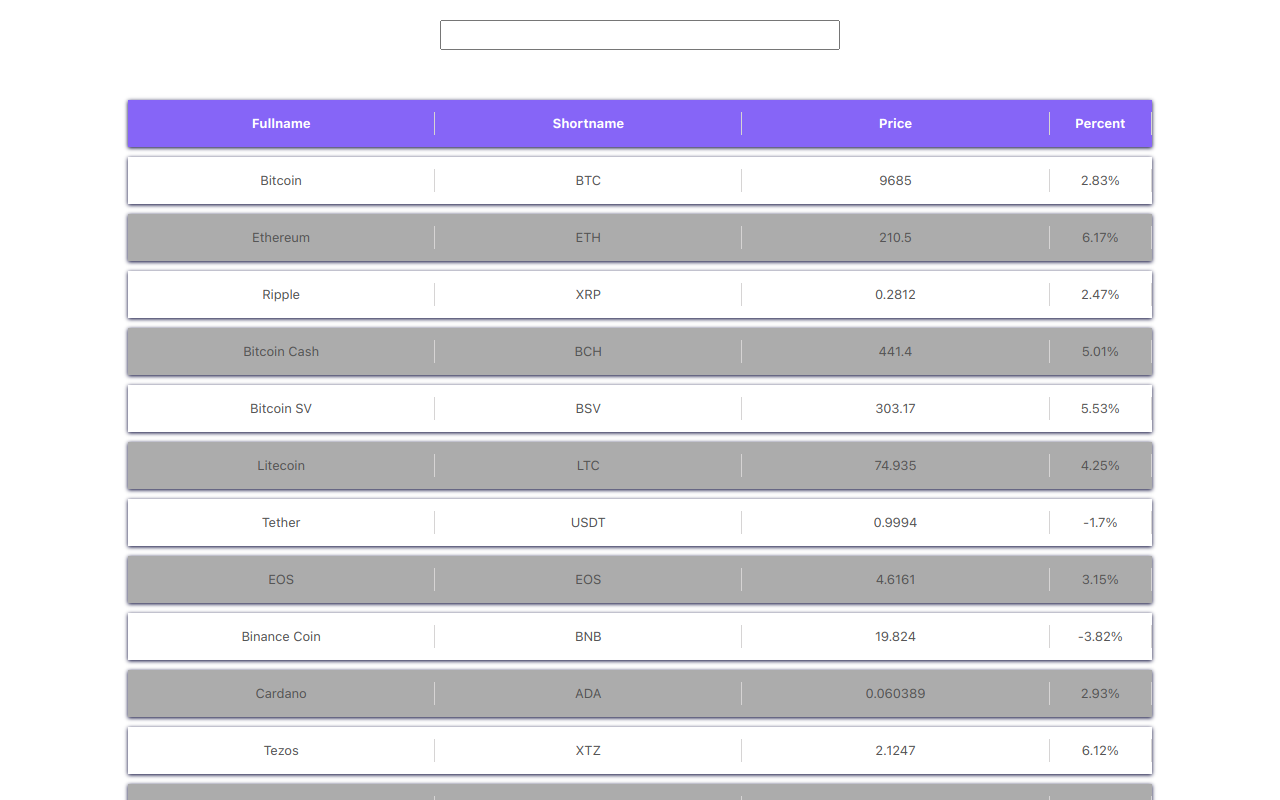 Fullname Shortname Price Percent
Bitcoin BTC 9685 2.83%
Ethereum ETH 210.5 6.17%
Ripple XRP 0.2812 2.47%
Bitcoin Cash BCH 441.4 5.01%
Bitcoin SV BSV 303.17 5.53%
Litecoin LTC 74.935 4.25%
Tether USDT 0.9994 -1.7%
EOS EOS 4.6161 3.15%
Binance Coin BNB 19.824 -3.82%
Cardano ADA 0.060389 2.93%
Tezos XTZ 2.1247 6.12%